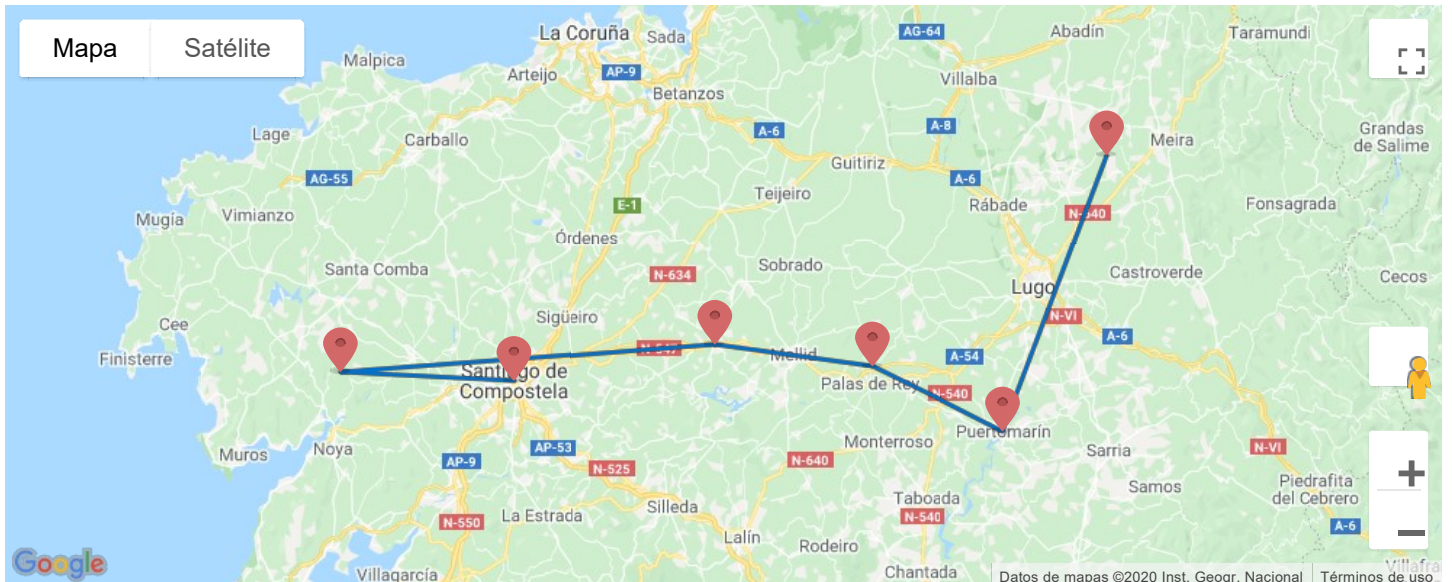 Mapa
Satélite
La Coruña
Sada
AG-64
Abadín
Taramundi
Malpica
Arteijo
AP-9
Betanzos
Villalba
Lage
Carballo
A-6
A-8
Meira
Grandas
de Salime
AG-55
Guitiriz
A-6
Teijeiro
Rábade
Mugía
Vimianzo
E-1
N-640
Fonsagrada
Órdenes
Santa Comba
N-634
Sobrado
Castroverde
Cecos
Lugo
Cee
Sigüeiro
N-VI
A-6
Finisterre
N-547
Mellid
A-54
Santiago de
Compostela
Palas de Rey
N-540
Puertomarín
Muros
Noya
AP-9
AP-53
Monterroso
Sarria
N-VI
N-525
N-640
Samos
Piedrafita
del Cebrero
Taboada
N-550
La Estrada
Silleda
N-540
A-6
Lalín
Rodeiro
Google
Villagarcía
Chantada
Villafra
Datos de mapas ©2020 Inst. Geogr. Nacional
Términos de uso